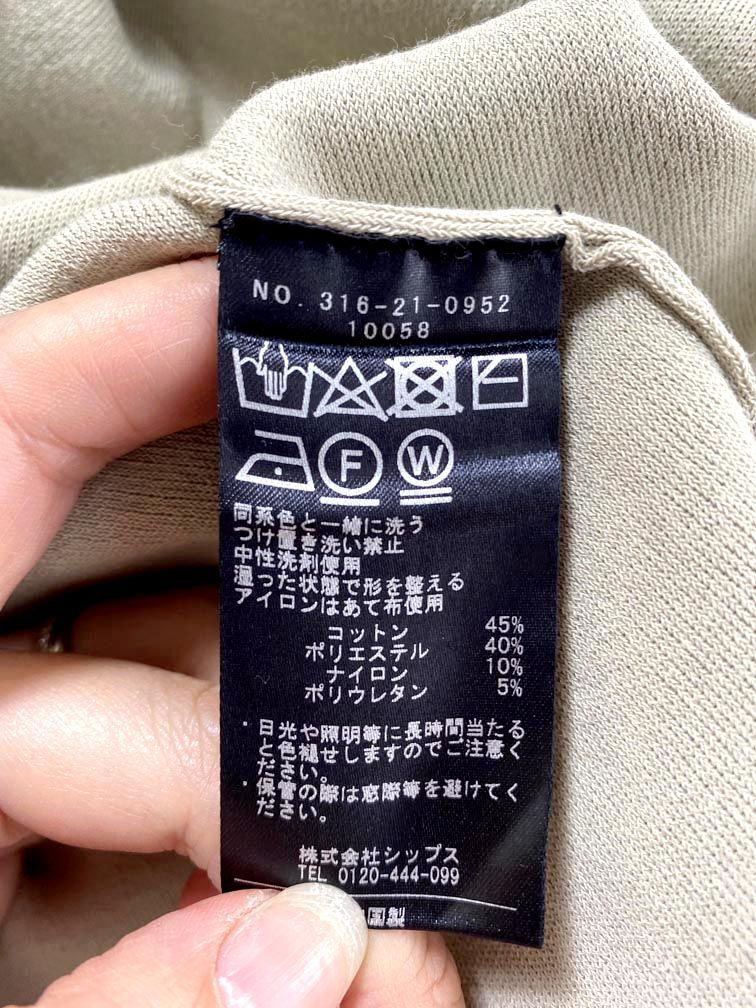 NO. 316-21-0952
10058
F W
同系色と一緒に洗う
つけ置き洗い禁止
中性洗剤使用
湿った状態で形を整える
アイロンはあて布使用
コットン 45%
ポリエステル 40%
ナイロン 10%
ポリウレタン 5%
・日光や照明等に長時間当たる
と色褪せしますのでご注意く
ださい。
・保管の際は窓際等を避けてく
ださい。
株式会社シップス
TEL 0120-444-099
国製